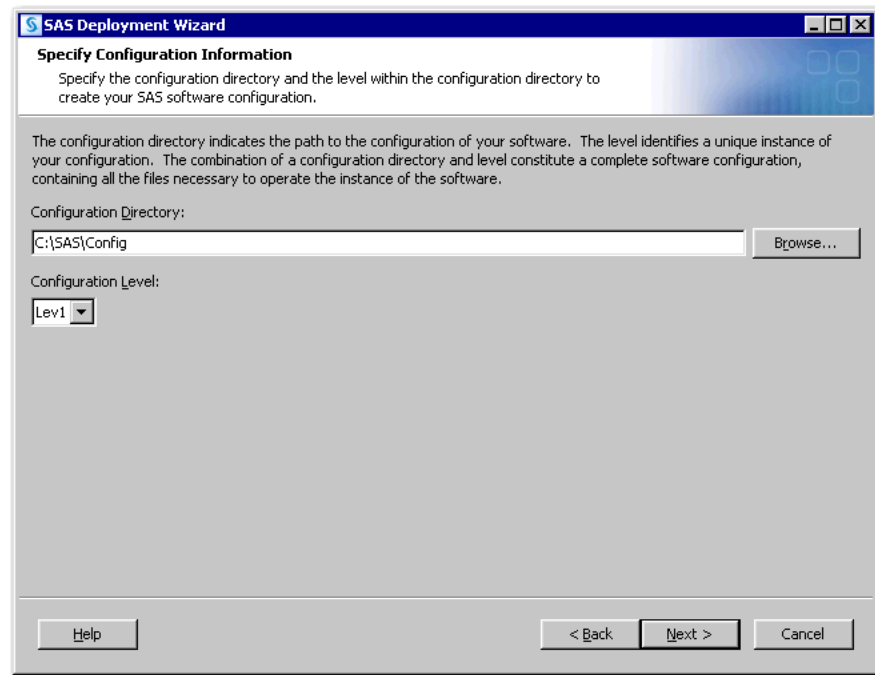 SAS Deployment Wizard
Specify Configuration Information
Specify the configuration directory and the level within the configuration directory to
create your SAS software configuration.
The configuration directory indicates the path to the configuration of your software.  The level identifies a unique instance of
your configuration.  The combination of a configuration directory and level constitute a complete software configuration,
containing all the files necessary to operate the instance of the software.
Configuration Directory:
C:\SAS\Config
Browse...
Configuration Level:
Lev1
Help
< Back
Next >
Cancel